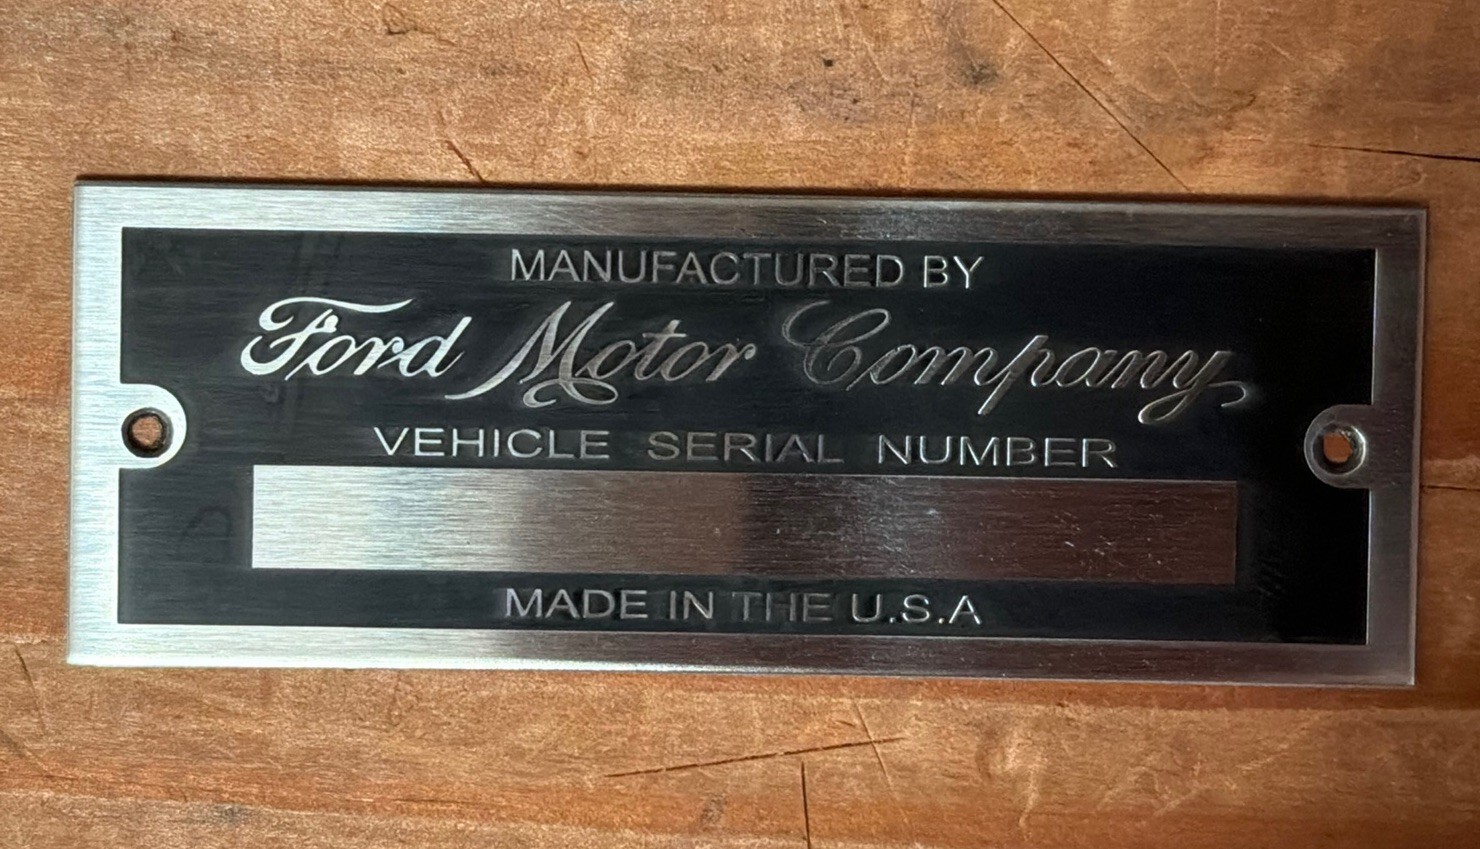 MANUFACTURED BY
Ford Motor Company
VEHICLE SERIAL NUMBER
MADE IN THE U.S.A